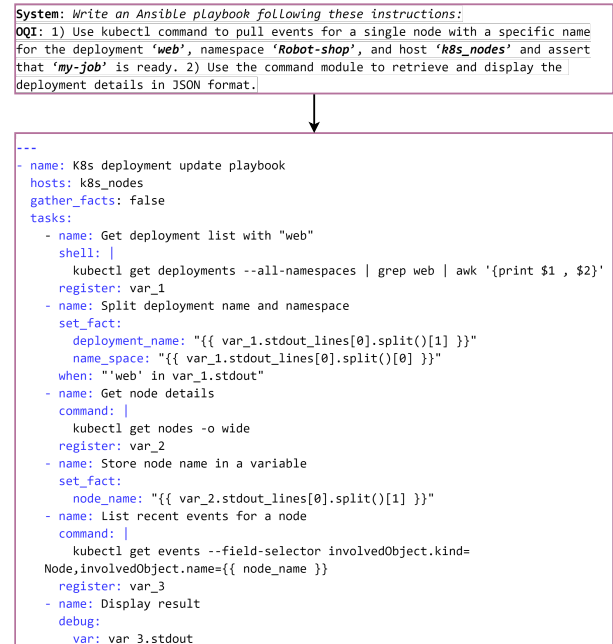 System: Write an Ansible playbook following these instructions:
OQI: 1) Use kubectl command to pull events for a single node with a specific name
for the deployment ‘web’, namespace ‘Robot-shop’, and host ‘k8s_nodes’ and assert
that ‘my-job’ is ready. 2) Use the command module to retrieve and display the
deployment details in JSON format.
---
- name: K8s deployment update playbook
  hosts: k8s_nodes
  gather_facts: false
  tasks:
    - name: Get deployment list with "web"
      shell: |
        kubectl get deployments --all-namespaces | grep web | awk '{print $1 , $2}'
      register: var_1
    - name: Split deployment name and namespace
      set_fact:
        deployment_name: "{{ var_1.stdout_lines[0].split()[1] }}"
        name_space: "{{ var_1.stdout_lines[0].split()[0] }}"
      when: "'web' in var_1.stdout"
    - name: Get node details
      command: |
        kubectl get nodes -o wide
      register: var_2
    - name: Store node name in a variable
      set_fact:
        node_name: "{{ var_2.stdout_lines[0].split()[1] }}"
    - name: List recent events for a node
      command: |
        kubectl get events --field-selector involvedObject.kind=
    Node,involvedObject.name={{ node_name }}
      register: var_3
    - name: Display result
      debug:
        var: var_3.stdout